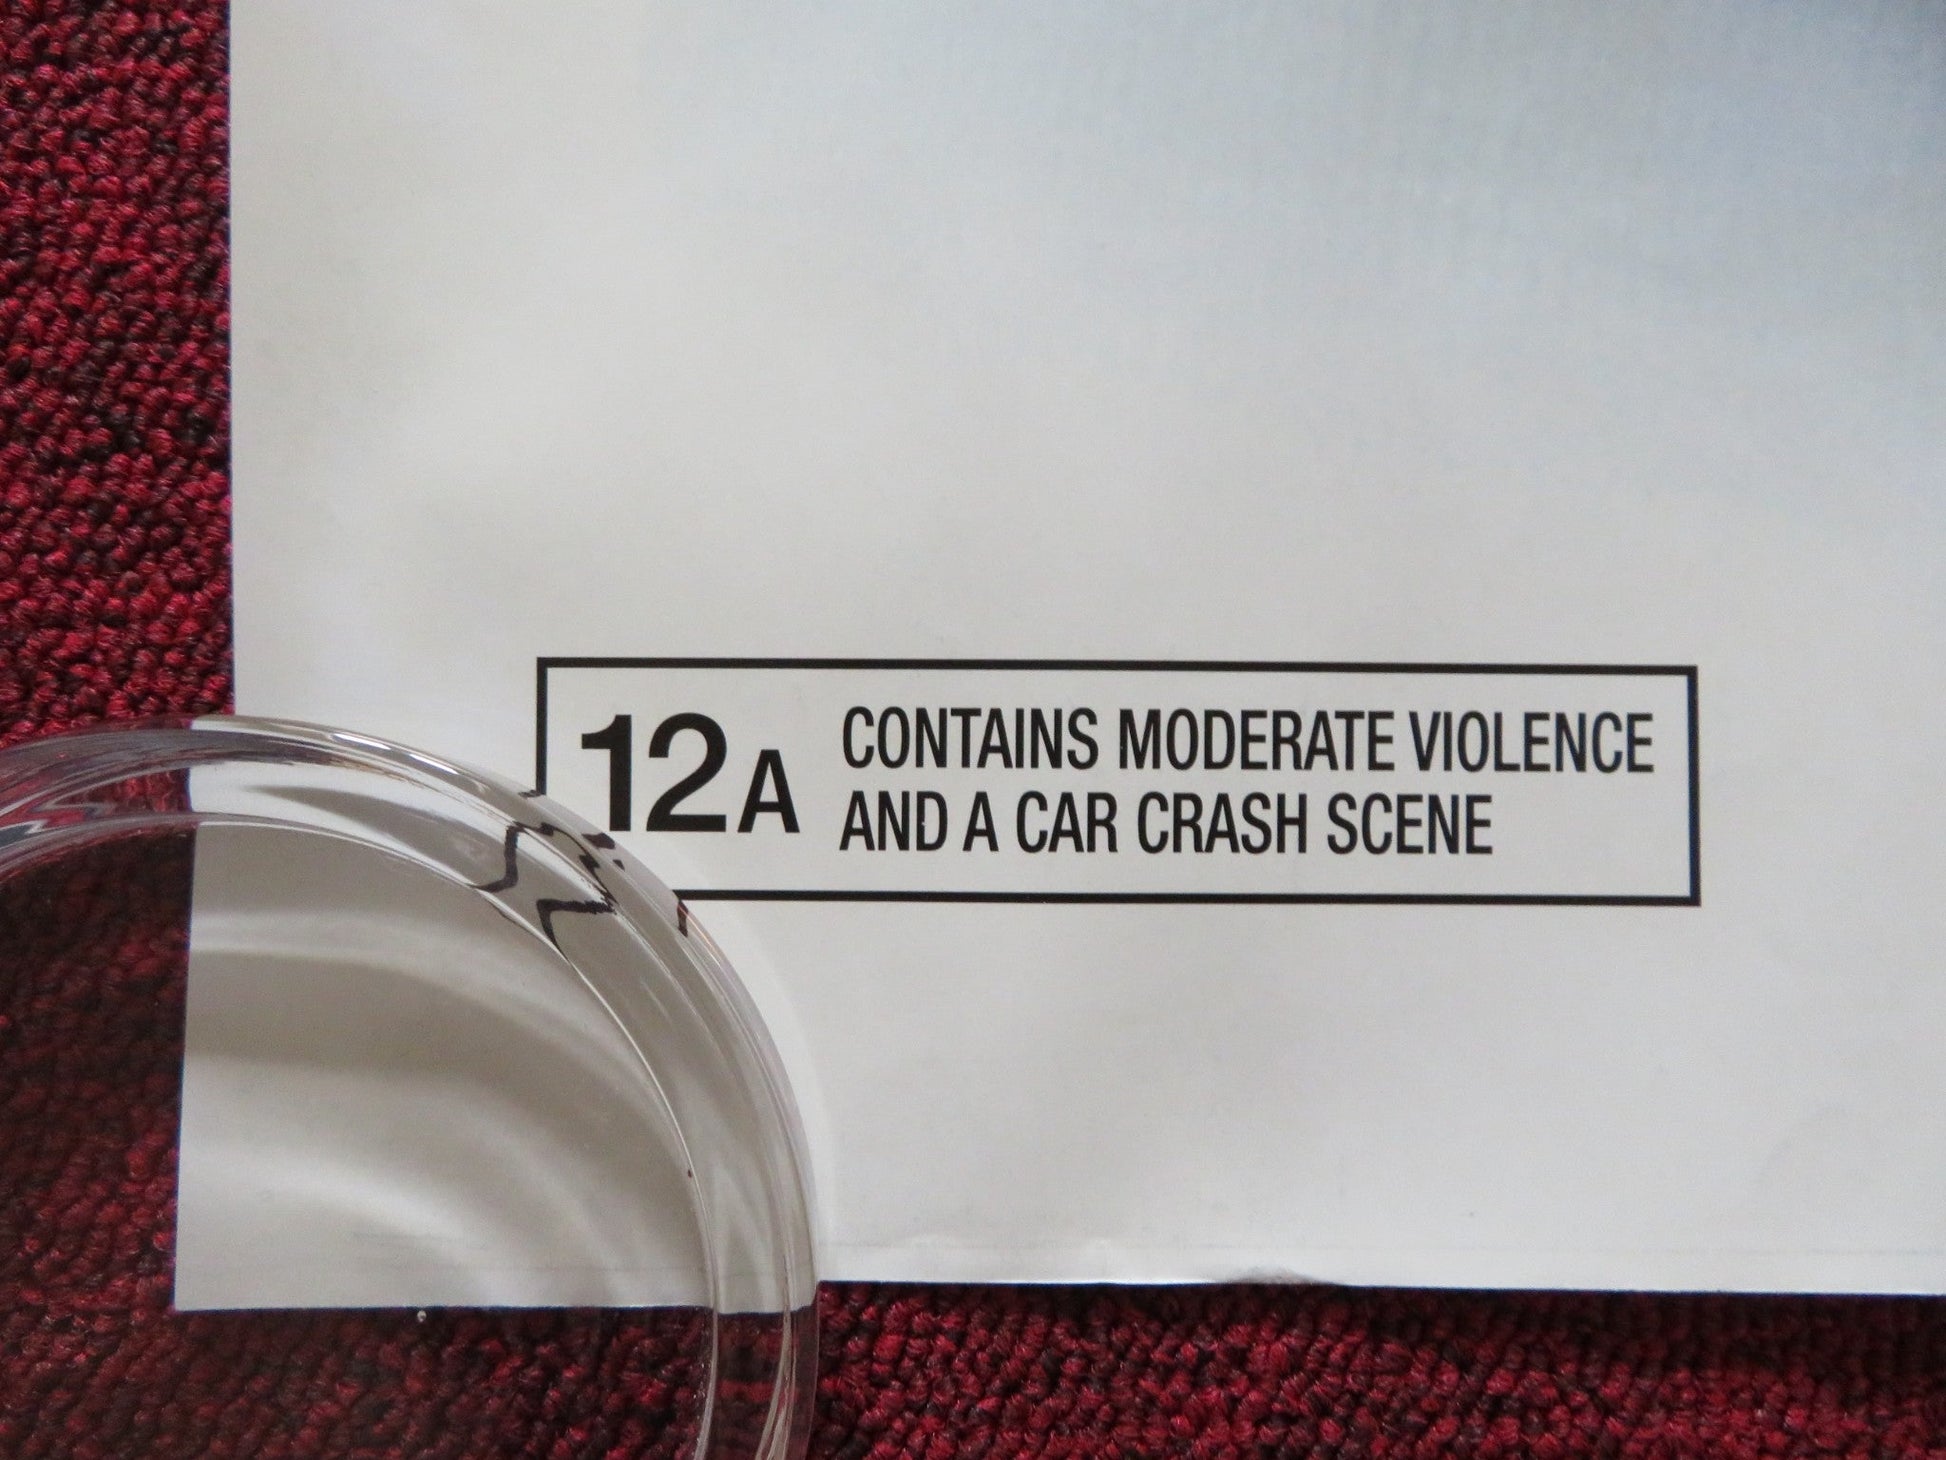 12A
CONTAINS MODERATE VIOLENCE
AND A CAR CRASH SCENE